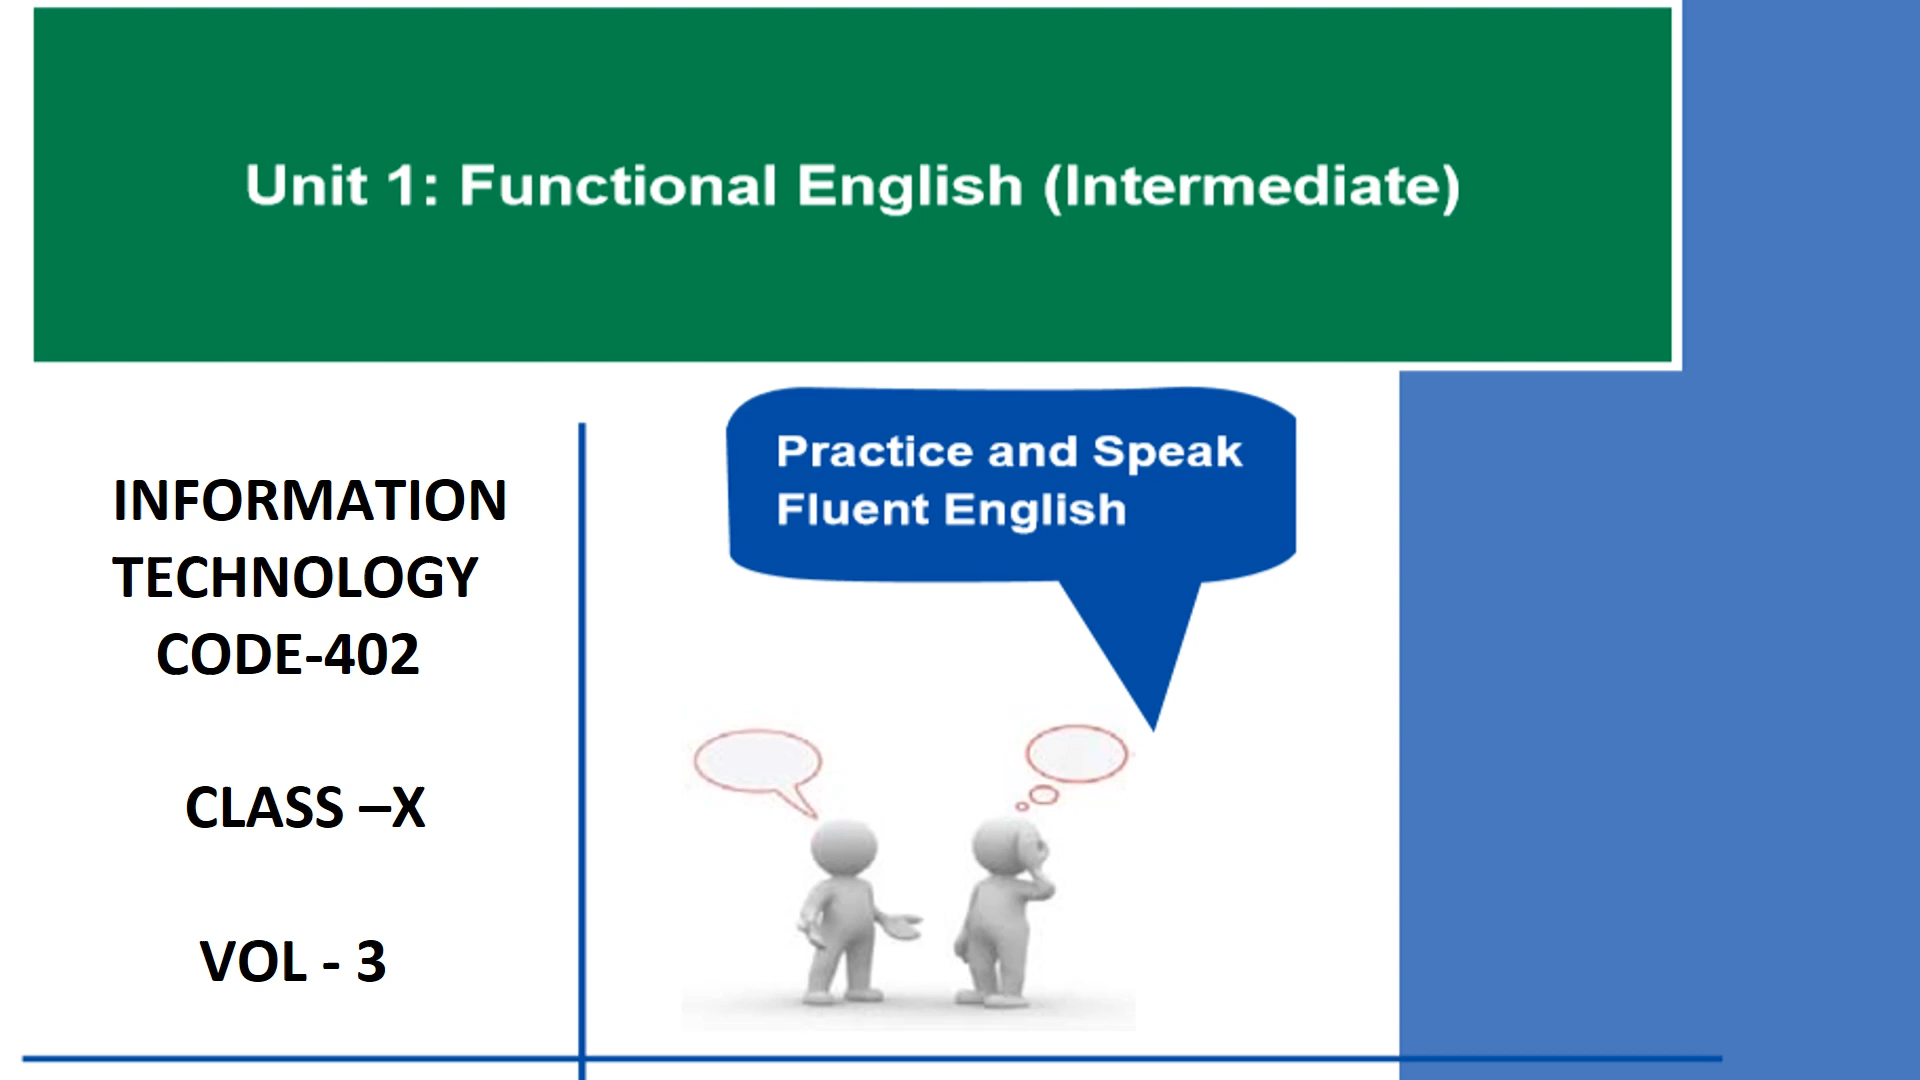 Unit 1: Functional English (Intermediate)
INFORMATION
TECHNOLOGY
CODE-402
CLASS –X
VOL - 3
Practice and Speak
Fluent English